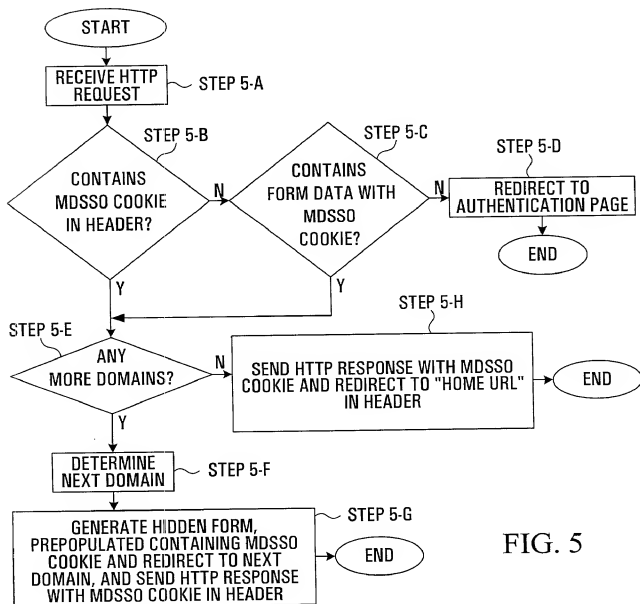 START
RECEIVE HTTP
REQUEST
STEP 5-A
STEP 5-B
CONTAINS
MDSSO COOKIE
IN HEADER?
N
Y
STEP 5-C
CONTAINS
FORM DATA WITH
MDSSO
COOKIE?
N
Y
STEP 5-D
REDIRECT TO
AUTHENTICATION PAGE
END
STEP 5-E
ANY
MORE DOMAINS?
N
Y
STEP 5-H
SEND HTTP RESPONSE WITH MDSSO
COOKIE AND REDIRECT TO "HOME URL"
IN HEADER
END
DETERMINE
NEXT DOMAIN
STEP 5-F
STEP 5-G
GENERATE HIDDEN FORM,
PREPOPULATED CONTAINING MDSSO
COOKIE AND REDIRECT TO NEXT
DOMAIN, AND SEND HTTP RESPONSE
WITH MDSSO COOKIE IN HEADER
END
FIG. 5